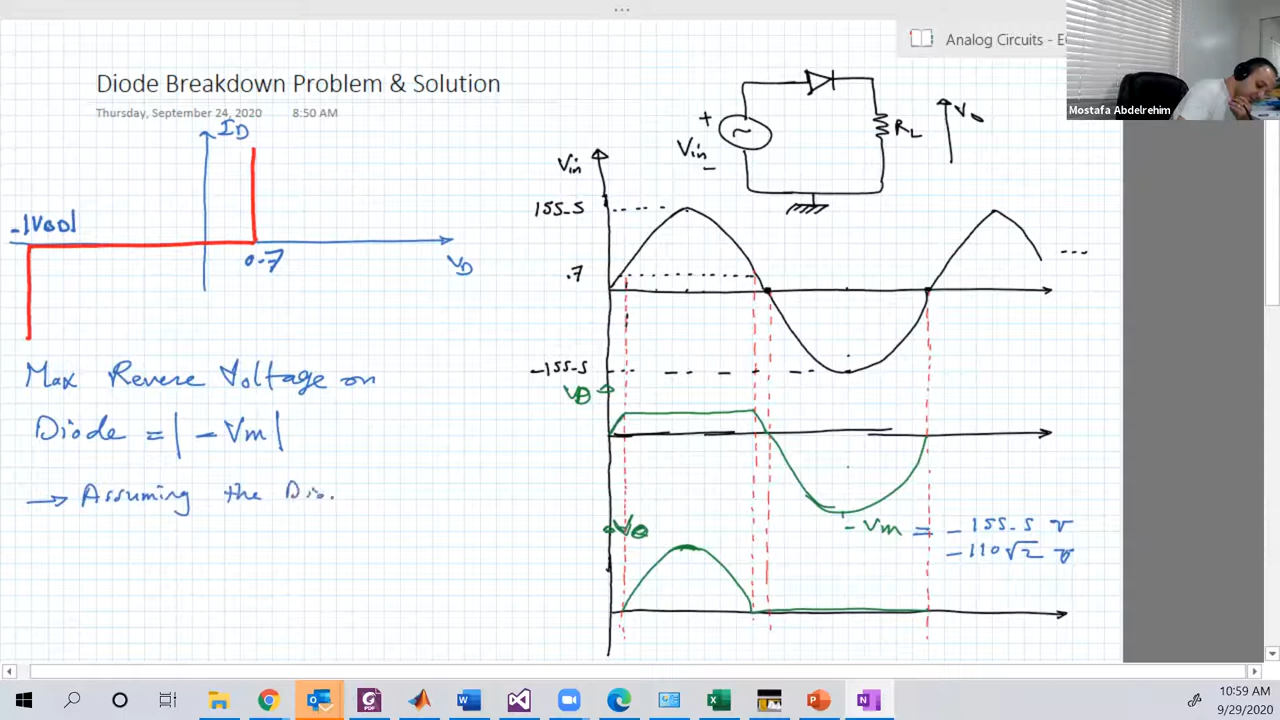 Analog Circuits - E
Mostafa Abdelrehim
Diode Breakdown Problem & Solution
Thursday, September 24, 2020 8:50 AM
ID
0.7
VD
Max Revere Voltage on
Diode = | - Vm |
→ Assuming the Dio.
Vin
+
-
RL
Vo
Vin
155.5
.7
-155.5
...
VD
- Vm = - 155.5 v
- 110√2 v
Vo
10:59 AM
9/29/2020